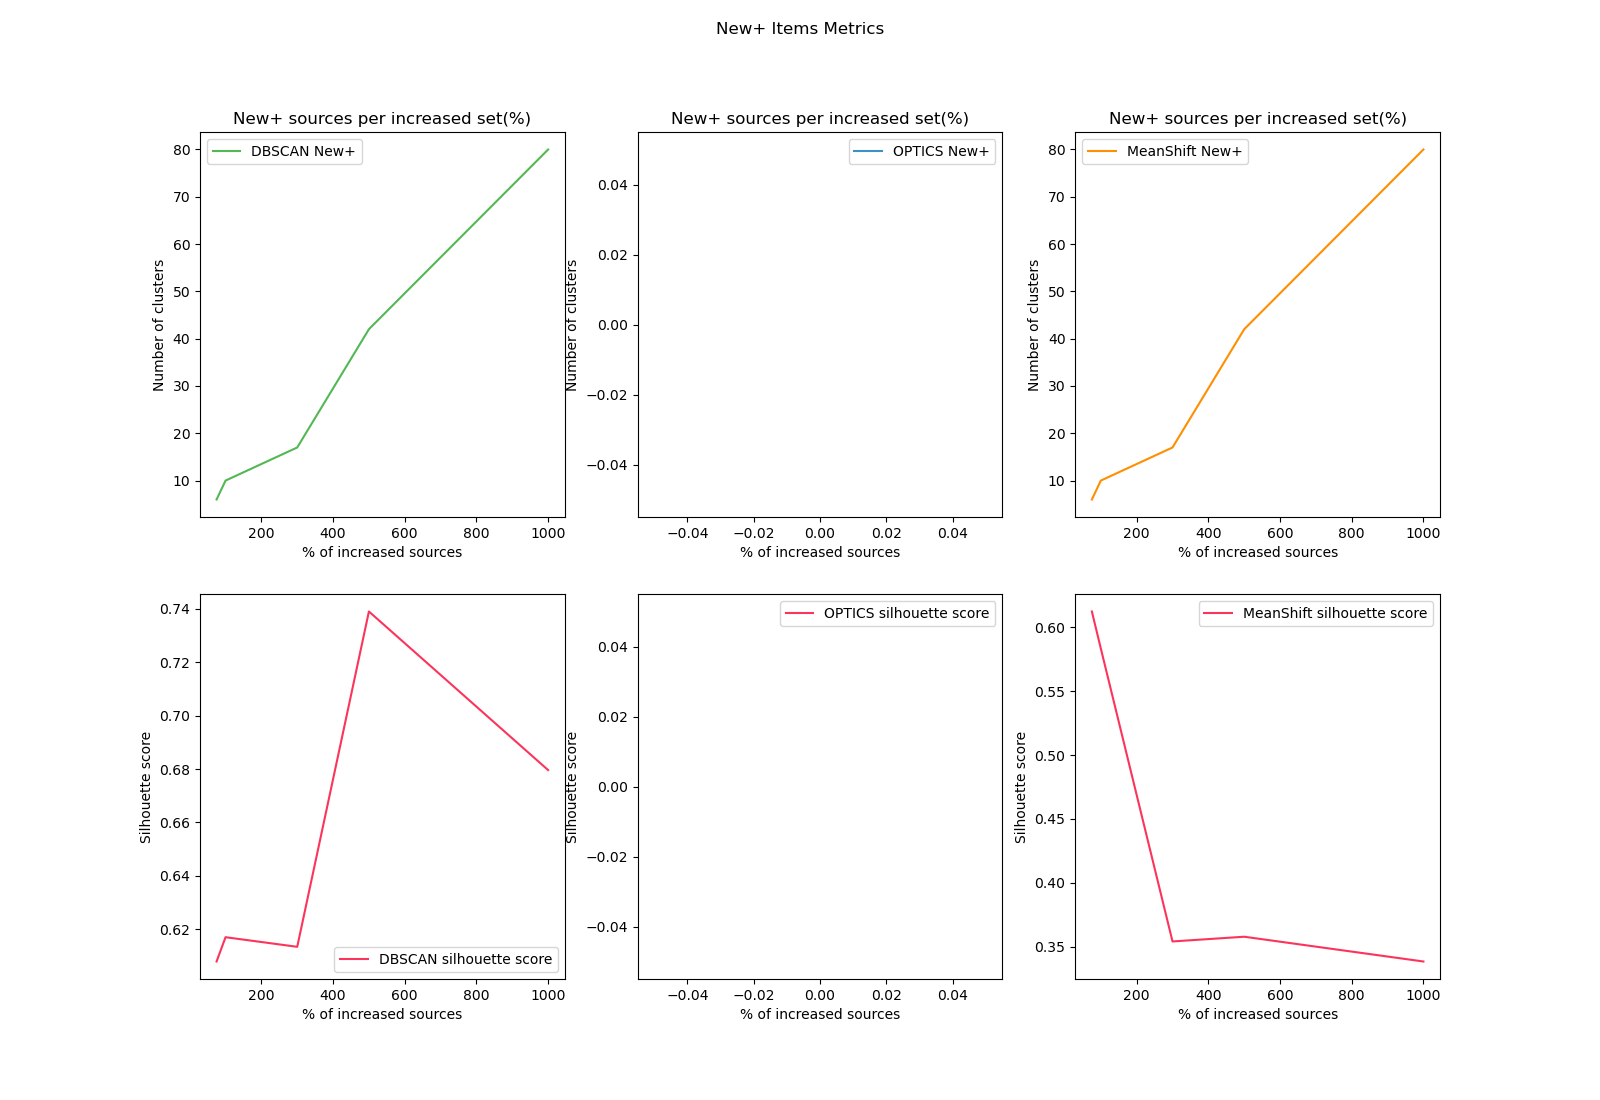 New+ Items Metrics
New+ sources per increased set(%)
DBSCAN New+
Number of clusters
80
70
60
50
40
30
20
10
200 400 600 800 1000
% of increased sources
New+ sources per increased set(%)
OPTICS New+
Number of clusters
0.04
0.02
0.00
−0.02
−0.04
−0.04 −0.02 0.00 0.02 0.04
% of increased sources
New+ sources per increased set(%)
MeanShift New+
Number of clusters
80
70
60
50
40
30
20
10
200 400 600 800 1000
% of increased sources
Silhouette score
0.74
0.72
0.70
0.68
0.66
0.64
0.62
DBSCAN silhouette score
200 400 600 800 1000
% of increased sources
OPTICS silhouette score
Silhouette score
0.04
0.02
0.00
−0.02
−0.04
−0.04 −0.02 0.00 0.02 0.04
% of increased sources
MeanShift silhouette score
Silhouette score
0.60
0.55
0.50
0.45
0.40
0.35
200 400 600 800 1000
% of increased sources